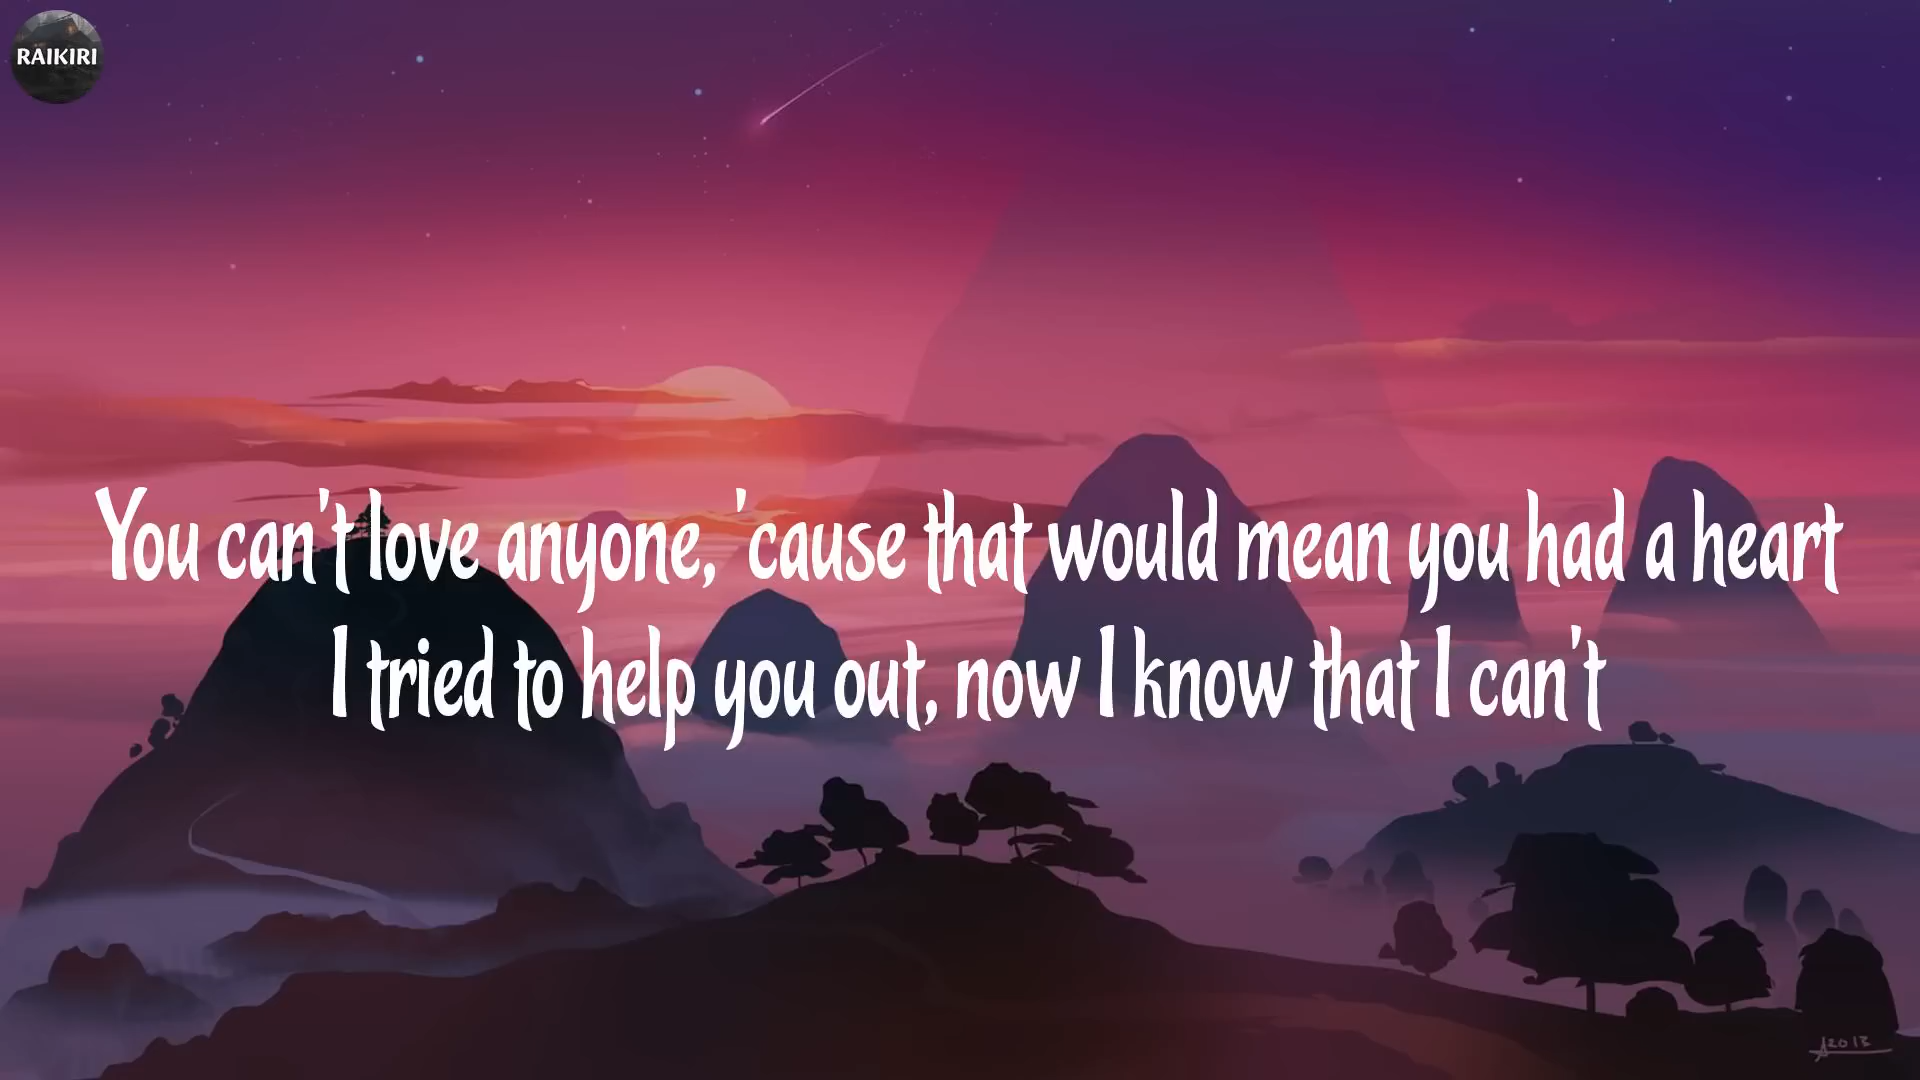 RAIKIRI
You can't love anyone, 'cause that would mean you had a heart
I tried to help you out, now I know that I can't
2013